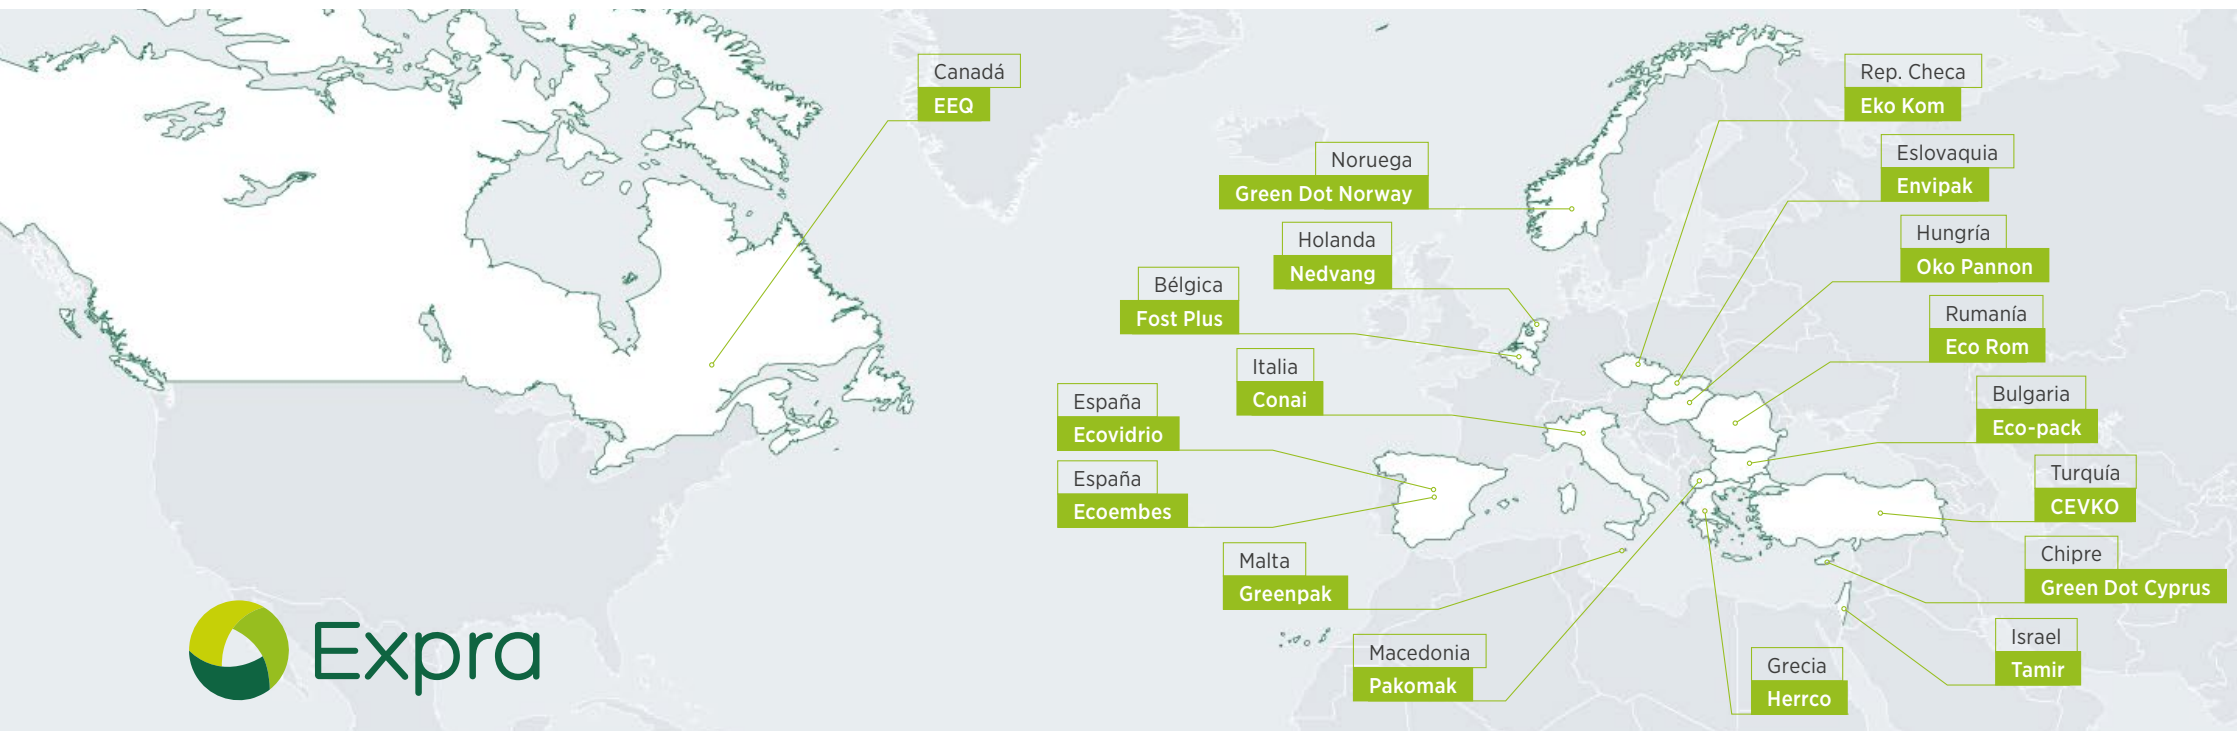 Canadá
EEQ
Noruega
Green Dot Norway
Holanda
Nedvang
Bélgica
Fost Plus
Italia
Conai
España
Ecovidrio
España
Ecoembes
Malta
Greenpak
Macedonia
Pakomak
Rep. Checa
Eko Kom
Eslovaquia
Envipak
Hungría
Oko Pannon
Rumanía
Eco Rom
Bulgaria
Eco-pack
Turquía
CEVKO
Chipre
Green Dot Cyprus
Israel
Tamir
Grecia
Herrco
Expra